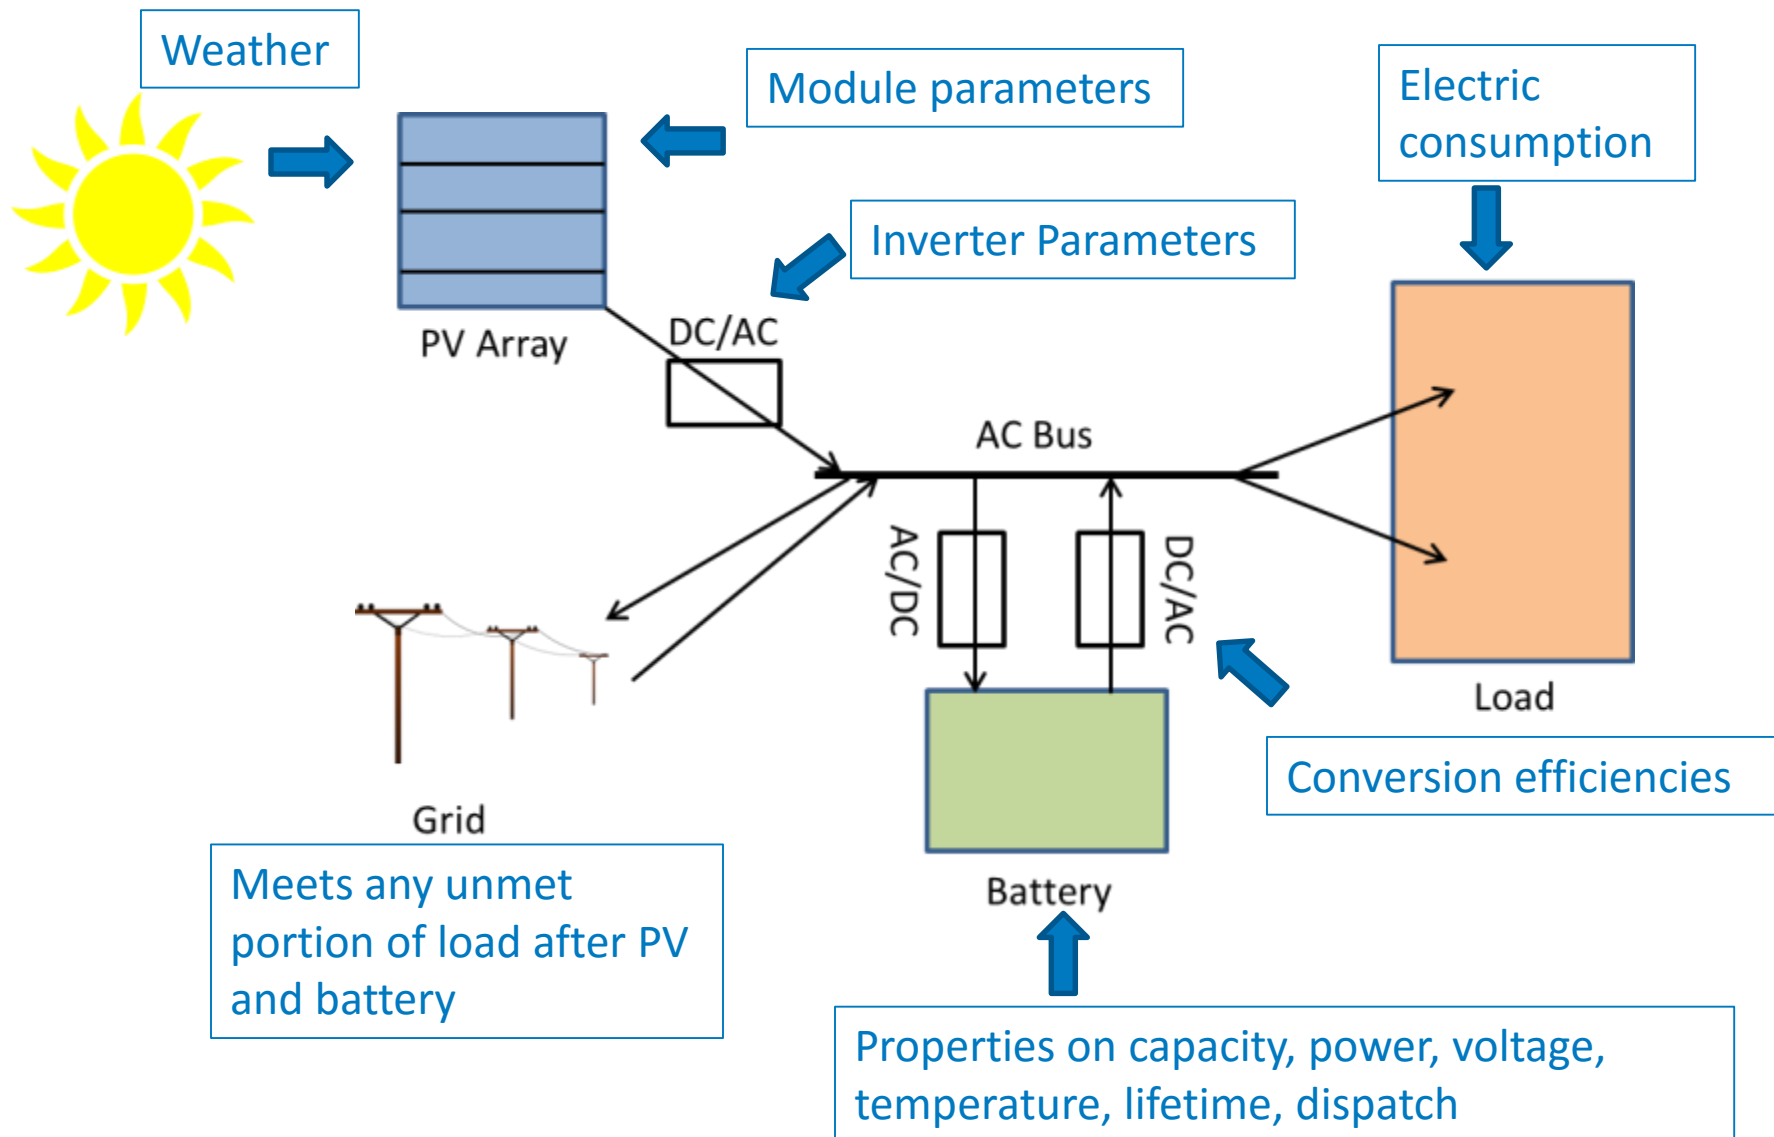 Weather
Module parameters
Electric
consumption
Inverter Parameters
DC/AC
PV Array
AC Bus
AC/DC
DC/AC
Load
Conversion efficiencies
Grid
Meets any unmet
portion of load after PV
and battery
Battery
Properties on capacity, power, voltage,
temperature, lifetime, dispatch